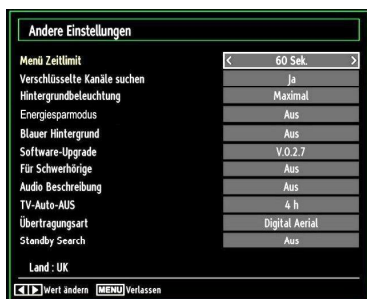 Andere Einstellungen
Menü Zeitlimit < 60 Sek. >
Verschlüsselte Kanäle suchen Ja
Hintergrundbeleuchtung Maximal
Energiesparmodus Aus
Blauer Hintergrund Aus
Software-Upgrade V.0.2.7
Für Schwerhörige Aus
Audio Beschreibung Aus
TV-Auto-AUS 4 h
Übertragungsart Digital Aerial
Standby Search Aus
Land : UK
Wert ändern MENU Verlassen